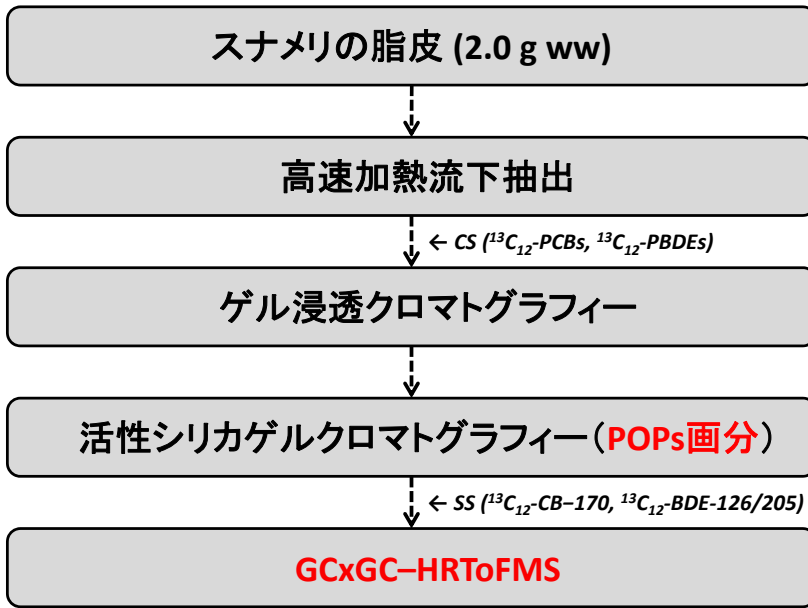 スナメリの脂皮 (2.0 g ww)
高速加熱流下抽出
← CS (¹³C₁₂-PCBs, ¹³C₁₂-PBDEs)
ゲル浸透クロマトグラフィー
活性シリカゲルクロマトグラフィー（POPs画分）
← SS (¹³C₁₂-CB–170, ¹³C₁₂-BDE-126/205)
GCxGC–HRToFMS